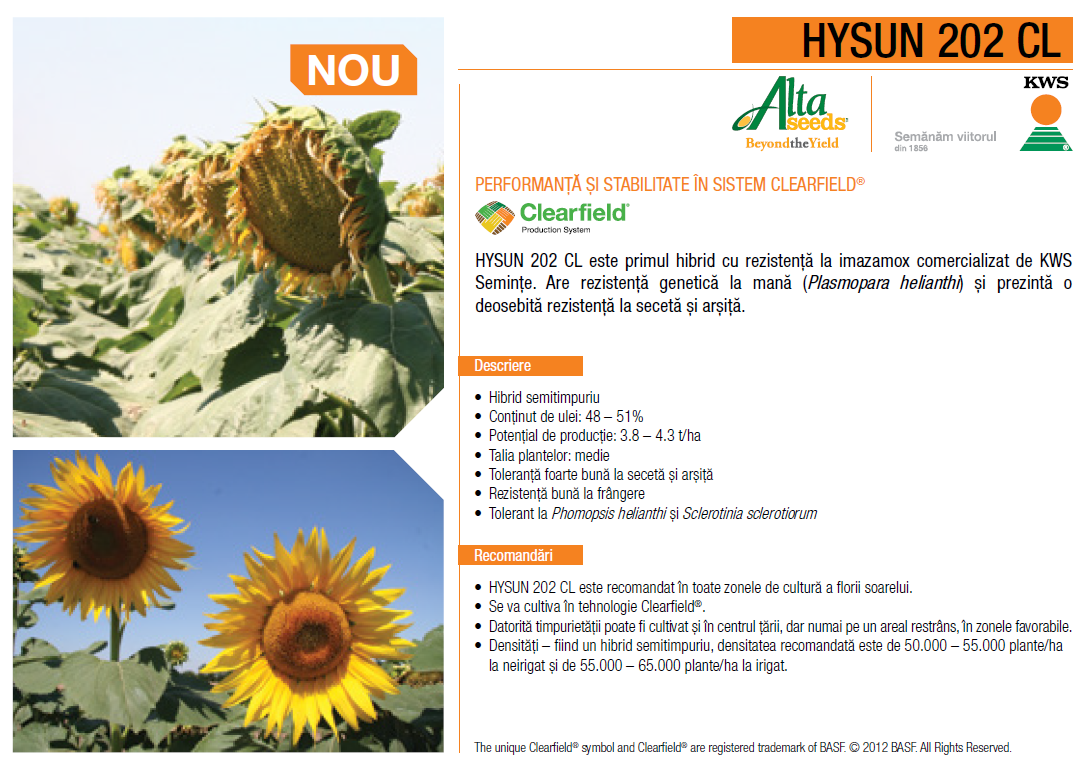 NOU
HYSUN 202 CL
Alta
seeds®
BeyondtheYield
Semănăm viitorul
din 1856
KWS
PERFORMANȚĂ ȘI STABILITATE ÎN SISTEM CLEARFIELD®
Clearfield®
Production System
HYSUN 202 CL este primul hibrid cu rezistență la imazamox comercializat de KWS
Semințe. Are rezistență genetică la mană (Plasmopara helianthi) și prezintă o
deosebită rezistență la secetă și arșiță.
Descriere
• Hibrid semitimpuriu
• Conținut de ulei: 48 – 51%
• Potențial de producție: 3.8 – 4.3 t/ha
• Talia plantelor: medie
• Toleranță foarte bună la secetă și arșiță
• Rezistență bună la frângere
• Tolerant la Phomopsis helianthi și Sclerotinia sclerotiorum
Recomandări
• HYSUN 202 CL este recomandat în toate zonele de cultură a florii soarelui.
• Se va cultiva în tehnologie Clearfield®.
• Datorită timpurietății poate fi cultivat și în centrul țării, dar numai pe un areal restrâns, în zonele favorabile.
• Densități – fiind un hibrid semitimpuriu, densitatea recomandată este de 50.000 – 55.000 plante/ha
la neirigat și de 55.000 – 65.000 plante/ha la irigat.
The unique Clearfield® symbol and Clearfield® are registered trademark of BASF. © 2012 BASF. All Rights Reserved.